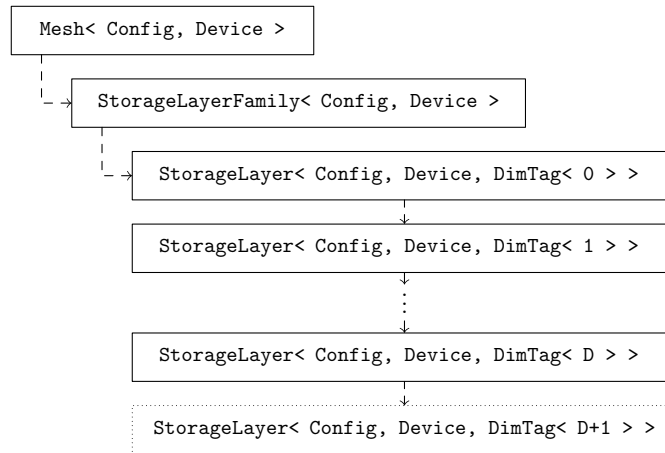 Mesh< Config, Device >
StorageLayerFamily< Config, Device >
StorageLayer< Config, Device, DimTag< 0 > >
StorageLayer< Config, Device, DimTag< 1 > >
⋮
StorageLayer< Config, Device, DimTag< D > >
StorageLayer< Config, Device, DimTag< D+1 > >